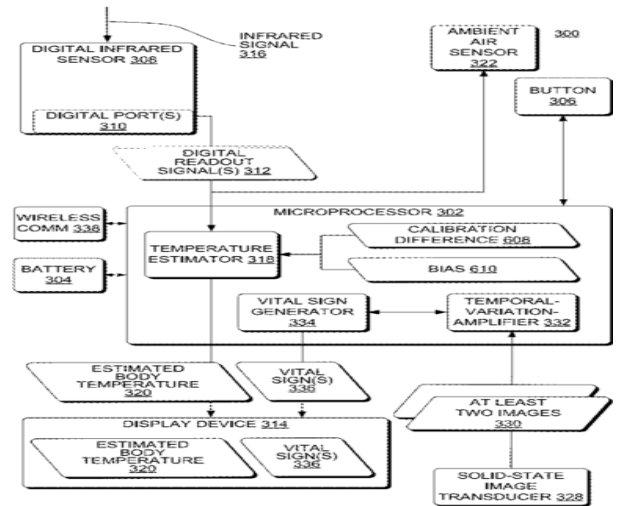 INFRARED
SIGNAL
316
DIGITAL INFRARED
SENSOR 308
DIGITAL PORT(S)
310
AMBIENT
AIR
SENSOR
322
300
BUTTON
306
DIGITAL
READOUT
SIGNAL(S) 312
MICROPROCESSOR 302
WIRELESS
COMM 338
BATTERY
304
TEMPERATURE
ESTIMATOR 318
CALIBRATION
DIFFERENCE 608
BIAS 610
VITAL SIGN
GENERATOR
334
TEMPORAL-
VARIATION-
AMPLIFIER 332
ESTIMATED
BODY
TEMPERATURE
320
VITAL
SIGN(S)
336
AT LEAST
TWO IMAGES
330
DISPLAY DEVICE 314
ESTIMATED
BODY
TEMPERATURE
320
VITAL
SIGN(S)
336
SOLID-STATE
IMAGE
TRANSDUCER 328